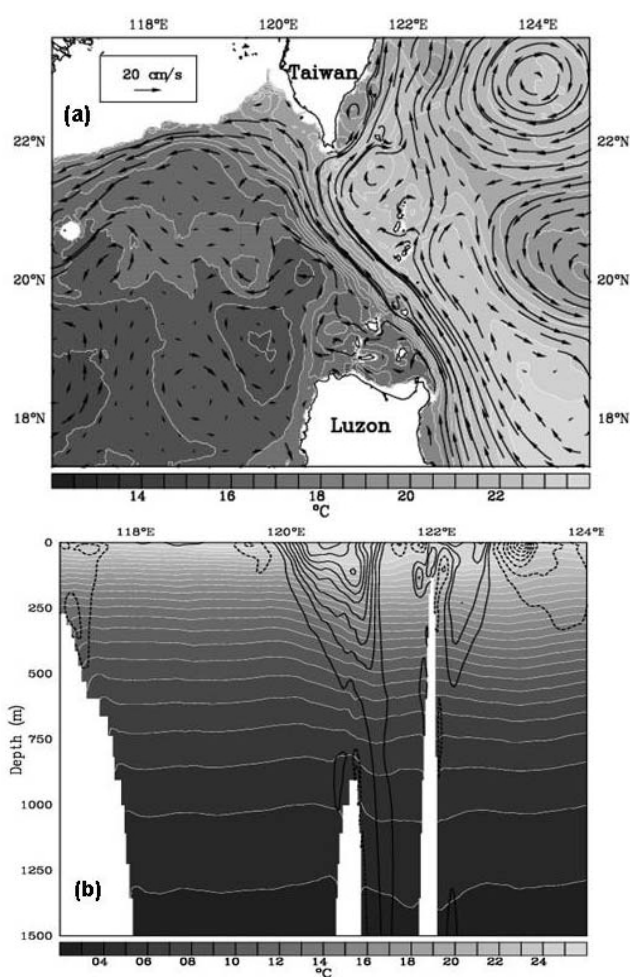 118°E 120°E 122°E 124°E
20 cm/s
Taiwan
(a)
22°N 22°N
20°N 20°N
18°N 18°N
Luzon
14 16 18 20 22
°C
118°E 120°E 122°E 124°E
0
250
500
750
1000
1250
1500
Depth (m)
(b)
04 06 08 10 12 14 16 18 20 22 24
°C